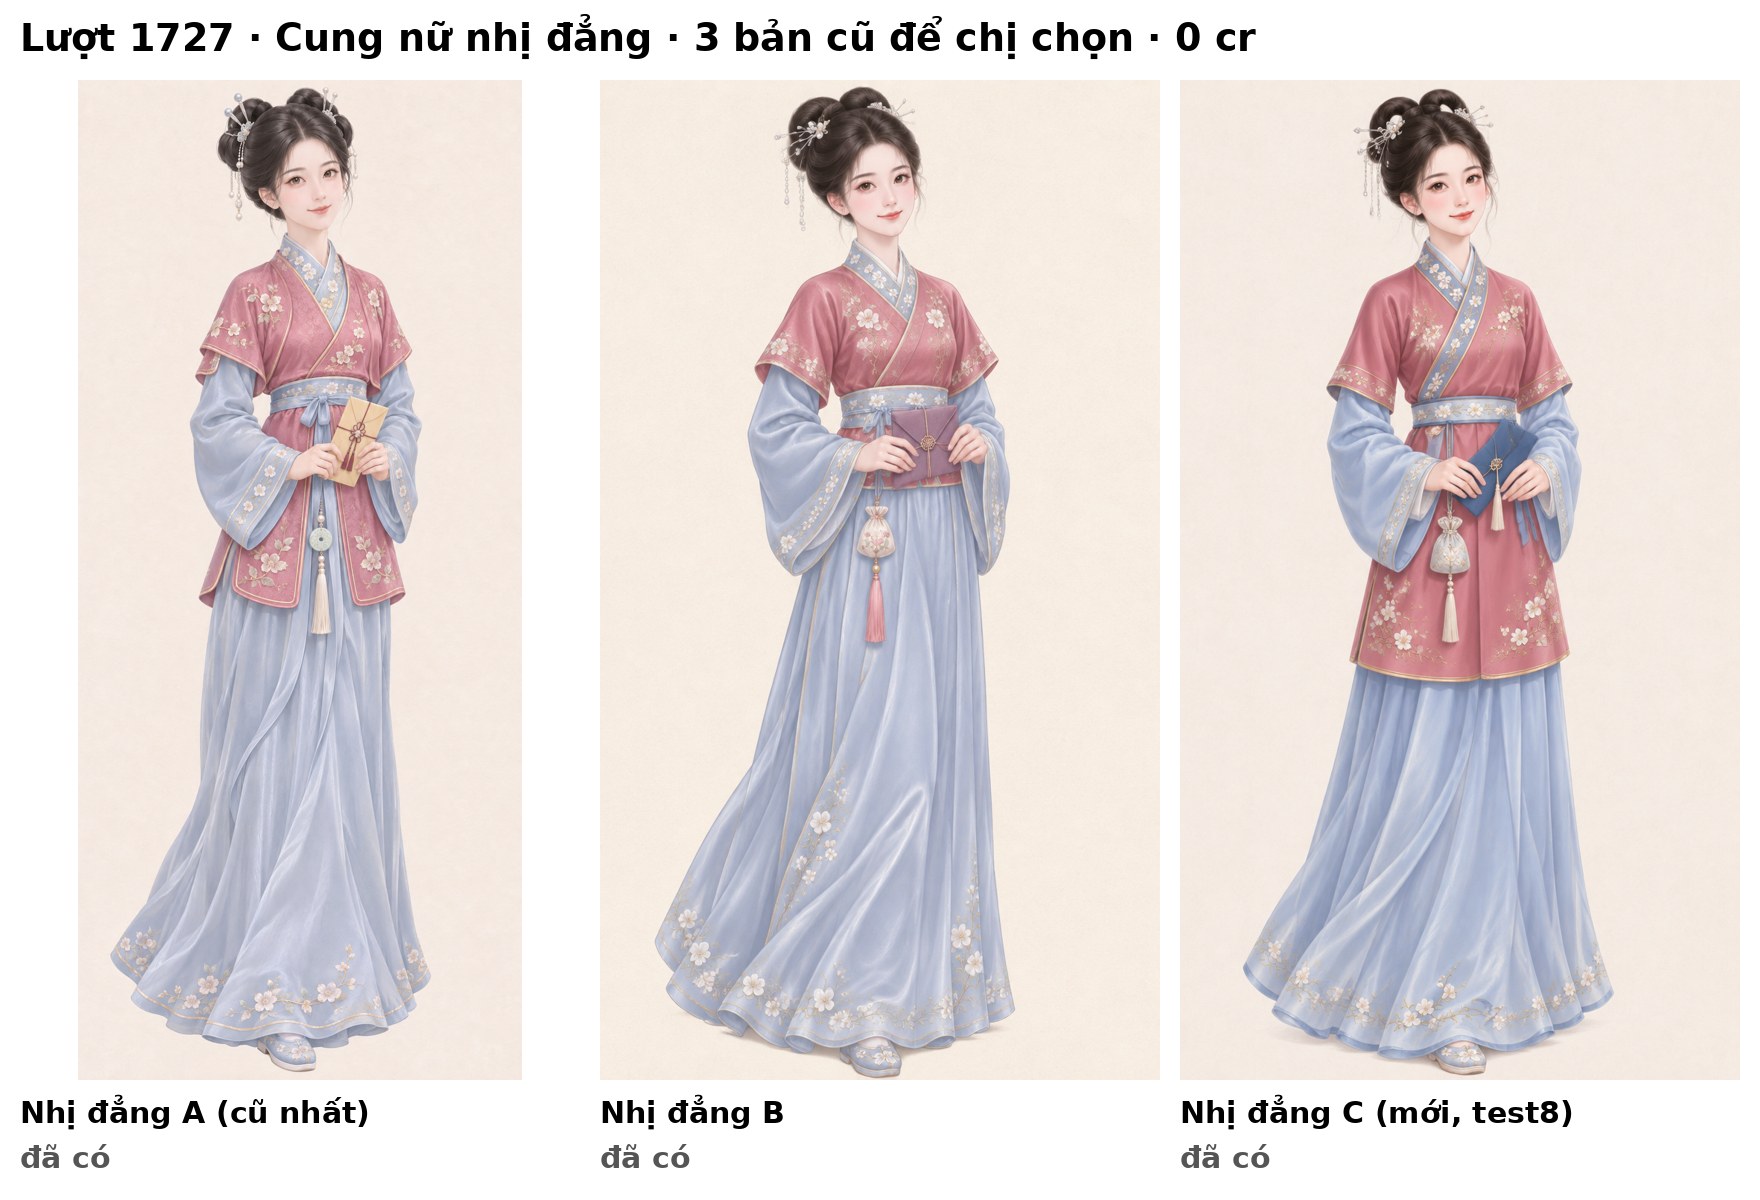 Lượt 1727 · Cung nữ nhị đẳng · 3 bản cũ để chị chọn · 0 cr
Nhị đẳng A (cũ nhất)
đã có
Nhị đẳng B
đã có
Nhị đẳng C (mới, test8)
đã có